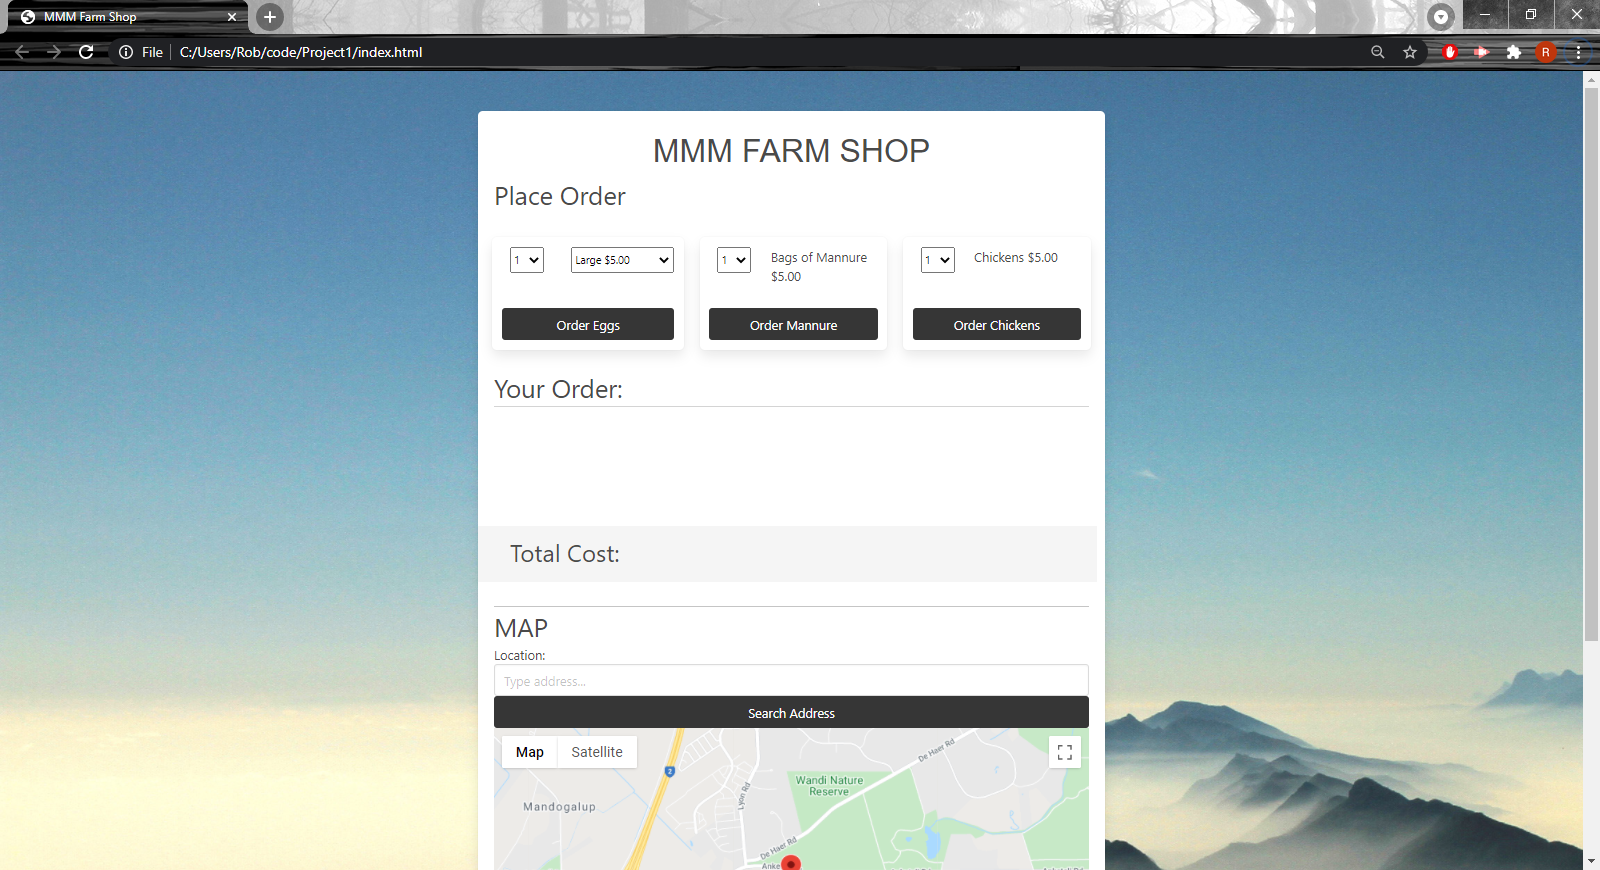 MMM Farm Shop
File C:/Users/Rob/code/Project1/index.html
R
MMM FARM SHOP
Place Order
1 Large $5.00
1 Bags of Mannure
$5.00
1 Chickens $5.00
Order Eggs
Order Mannure
Order Chickens
Your Order:
Total Cost:
MAP
Location:
Type address...
Search Address
Map Satellite
De Haer Rd
2
Wandi Nature
Reserve
Lyon Rd
Mandogalup
De Haer Rd
Anke